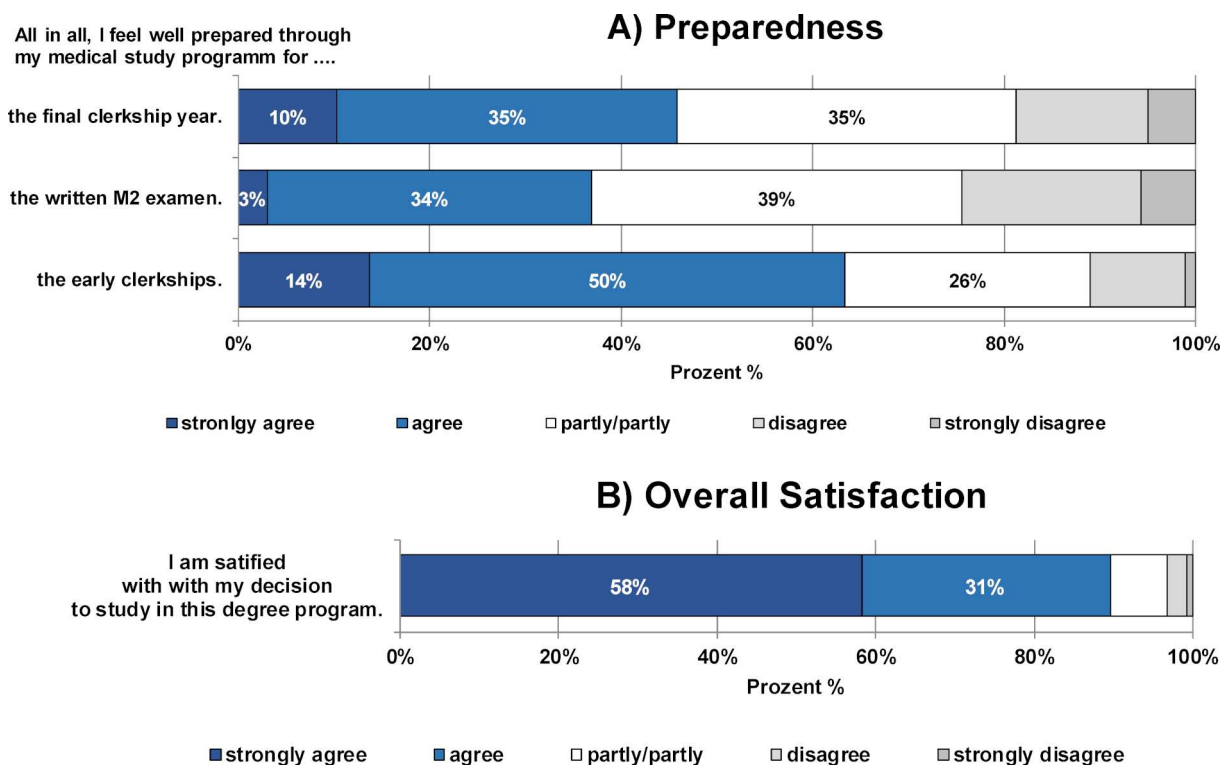 A) Preparedness
All in all, I feel well prepared through
my medical study programm for ....
the final clerkship year.
10% 35% 35%
the written M2 examen.
3% 34% 39%
the early clerkships.
14% 50% 26%
0% 20% 40% 60% 80% 100%
Prozent %
stronlgy agree agree partly/partly disagree strongly disagree
B) Overall Satisfaction
I am satified
with with my decision
to study in this degree program.
58% 31%
0% 20% 40% 60% 80% 100%
Prozent %
strongly agree agree partly/partly disagree strongly disagree